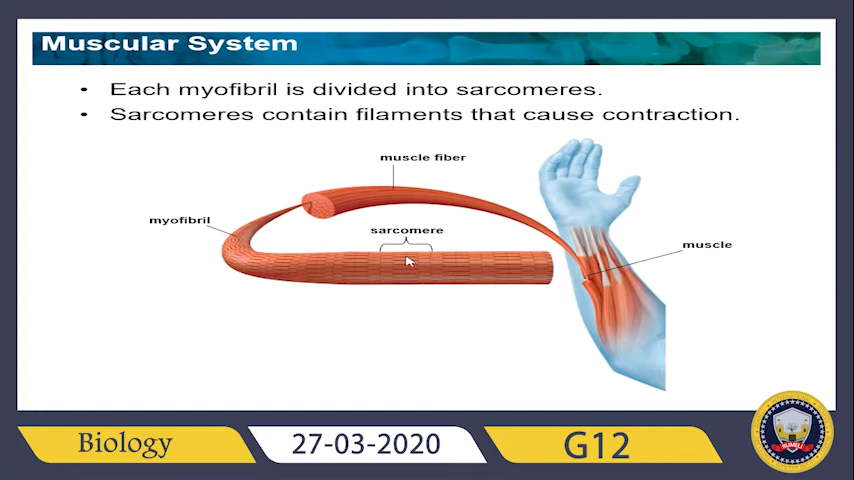 Muscular System
• Each myofibril is divided into sarcomeres.
• Sarcomeres contain filaments that cause contraction.
muscle fiber
myofibril
sarcomere
muscle
Biology
27-03-2020
G12